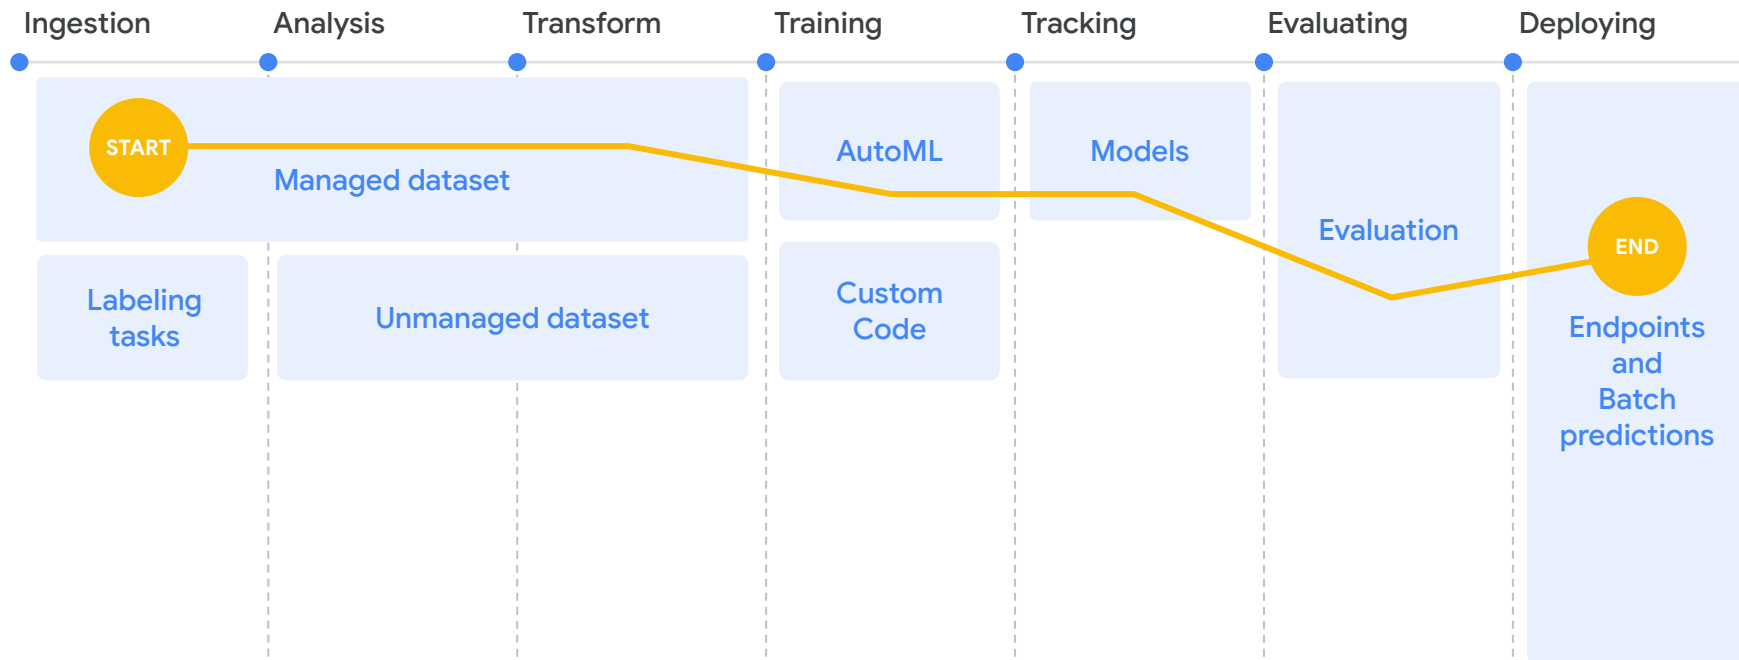 Ingestion
Analysis
Transform
Training
Tracking
Evaluating
Deploying
START
Managed dataset
AutoML
Models
Evaluation
END
Labeling
tasks
Unmanaged dataset
Custom
Code
Endpoints
and
Batch
predictions